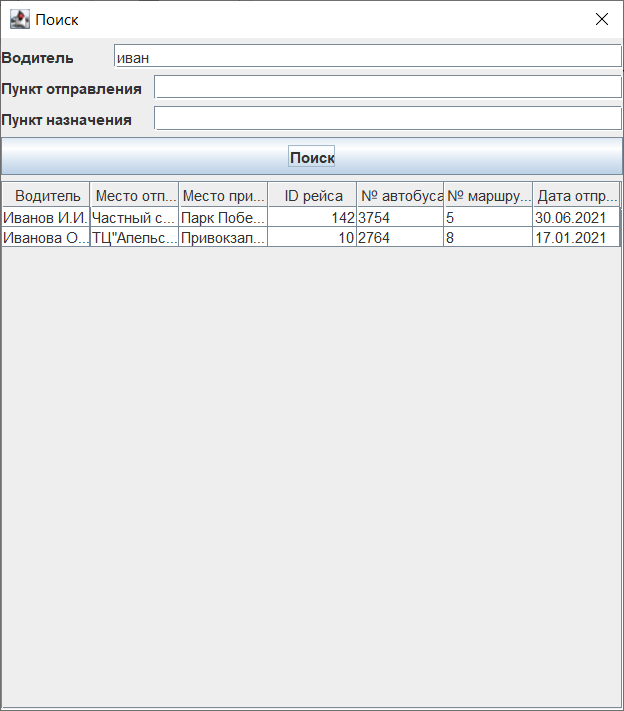 Поиск
Водитель иван
Пункт отправления
Пункт назначения
Поиск
Водитель Место отп... Место при... ID рейса № автобуса № маршру... Дата отпр...
Иванов И.И. Частный с... Парк Побе... 142 3754 5 30.06.2021
Иванова О... ТЦ"Апельс... Привокзал... 10 2764 8 17.01.2021